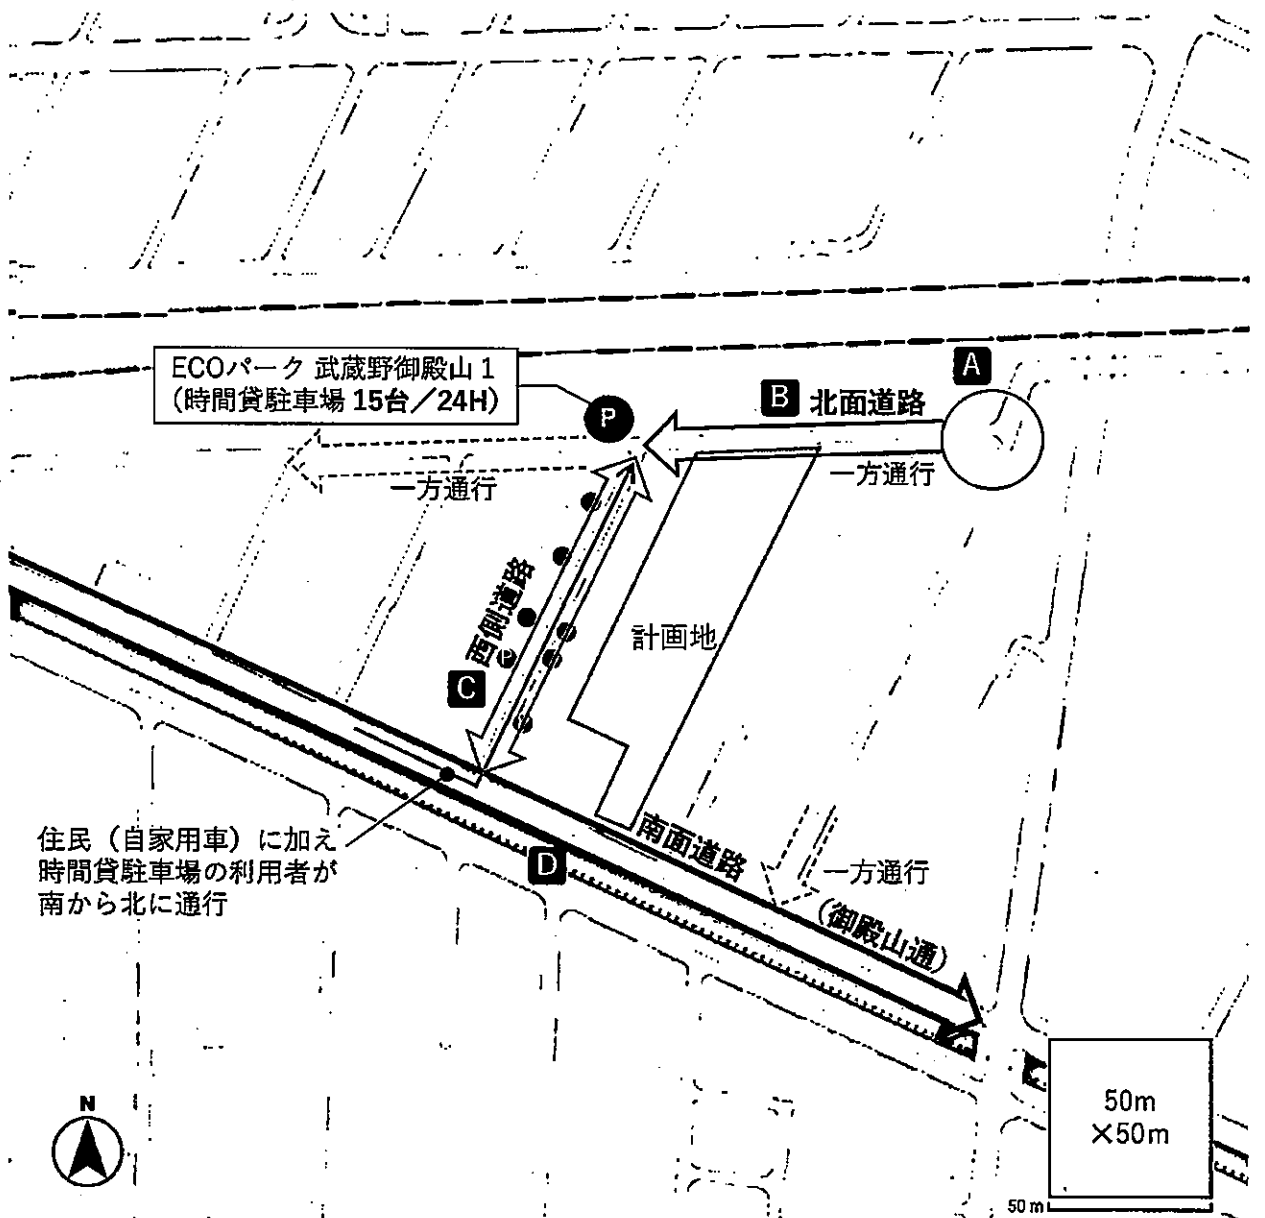 ECOパーク 武蔵野御殿山 1
（時間貸駐車場 15台／24H）
P
A
B 北面道路
一方通行
一方通行
西側道路
P
C
計画地
住民（自家用車）に加え
時間貸駐車場の利用者が
南から北に通行
D
南面道路
（御殿山通）
一方通行
N
50m
×50m
50 m